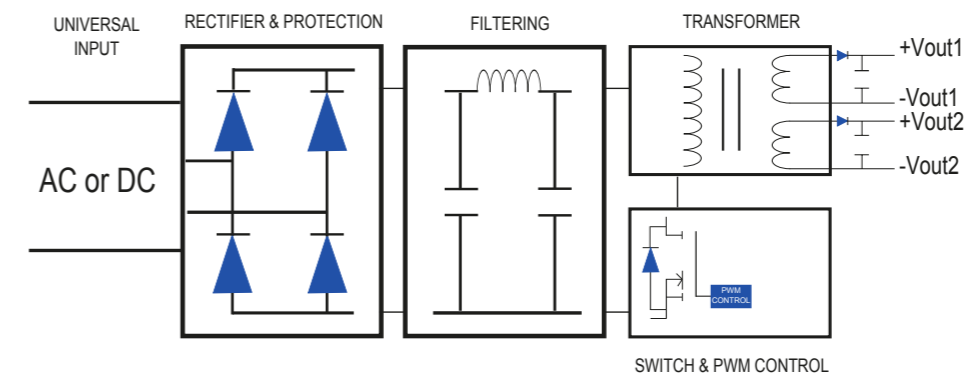 UNIVERSAL
INPUT
RECTIFIER & PROTECTION
FILTERING
TRANSFORMER
AC or DC
+Vout1
-Vout1
+Vout2
-Vout2
PWM
CONTROL
SWITCH & PWM CONTROL